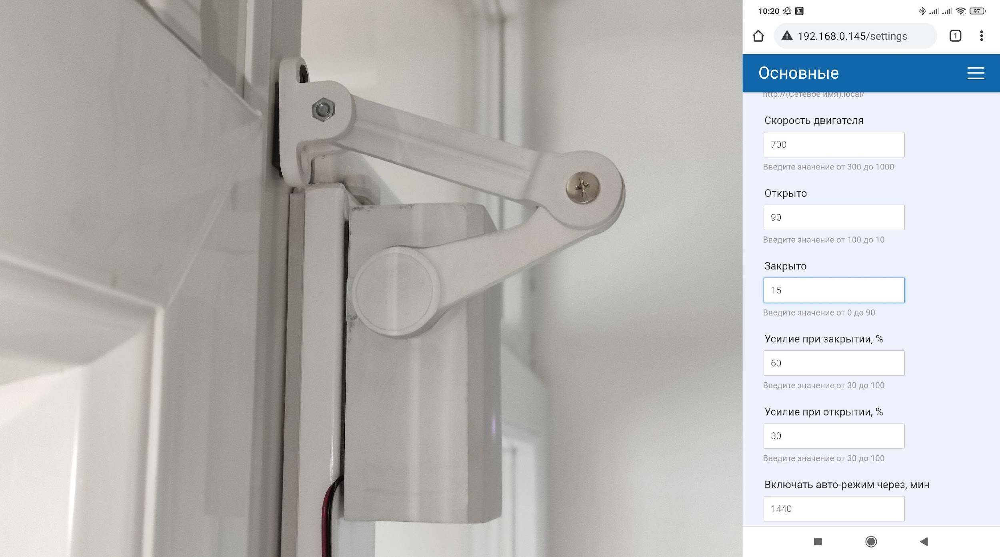 10:20
97
192.168.0.145/settings
1
Основные
http://(Сетевое имя).local/
Скорость двигателя
700
Введите значение от 300 до 1000
Открыто
90
Введите значение от 100 до 10
Закрыто
15
Введите значение от 0 до 90
Усилие при закрытии, %
60
Введите значение от 30 до 100
Усилие при открытии, %
30
Введите значение от 30 до 100
Включать авто-режим через, мин
1440